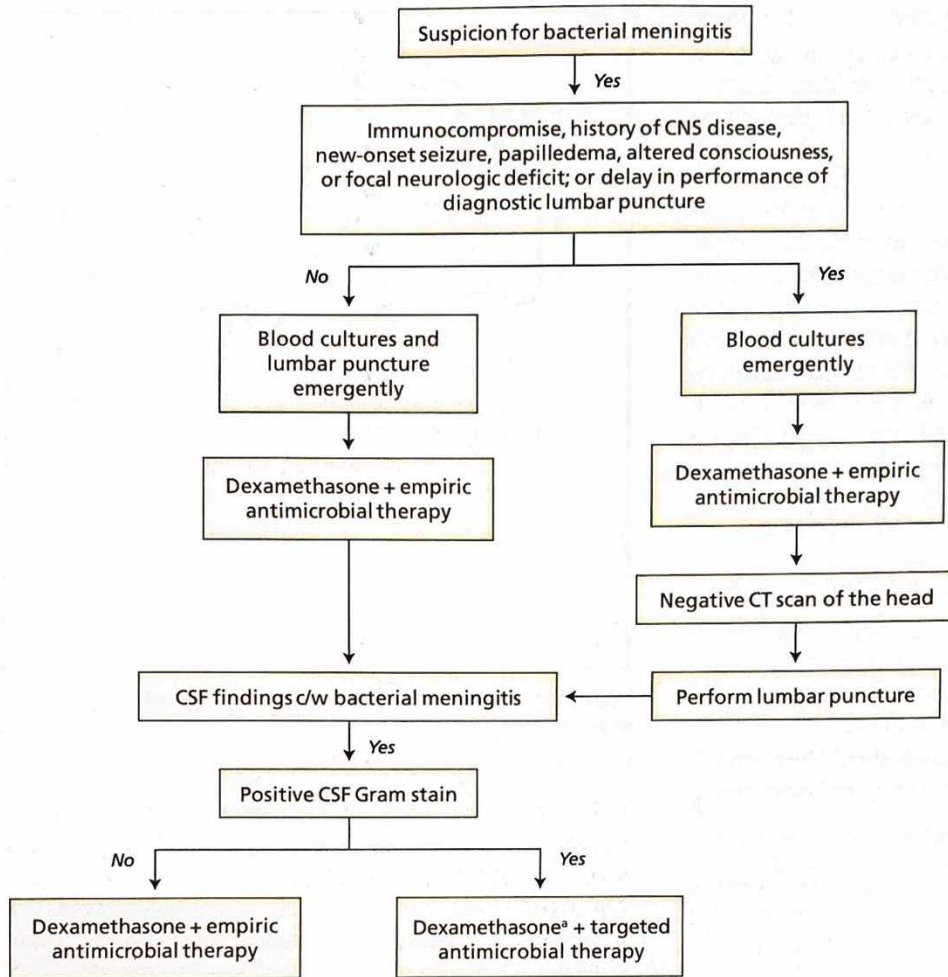 Suspicion for bacterial meningitis
Yes
Immunocompromise, history of CNS disease,
new-onset seizure, papilledema, altered consciousness,
or focal neurologic deficit; or delay in performance of
diagnostic lumbar puncture
No
Yes
Blood cultures and
lumbar puncture
emergently
Blood cultures
emergently
Dexamethasone + empiric
antimicrobial therapy
Dexamethasone + empiric
antimicrobial therapy
Negative CT scan of the head
CSF findings c/w bacterial meningitis
Perform lumbar puncture
Yes
Positive CSF Gram stain
No
Yes
Dexamethasone + empiric
antimicrobial therapy
Dexamethasoneᵃ + targeted
antimicrobial therapy